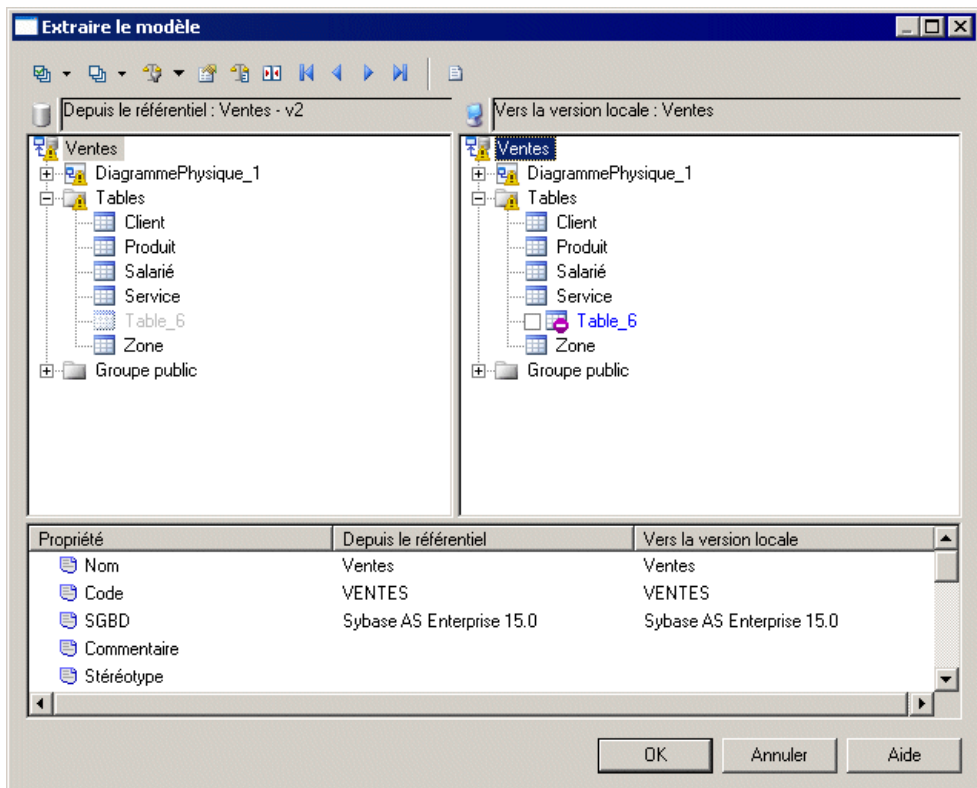 Extraire le modèle
Depuis le référentiel : Ventes - v2
Vers la version locale : Ventes
Ventes
DiagrammePhysique_1
Tables
Client
Produit
Salarié
Service
Table_6
Zone
Groupe public
Ventes
DiagrammePhysique_1
Tables
Client
Produit
Salarié
Service
Table_6
Zone
Groupe public
Propriété Depuis le référentiel Vers la version locale
Nom Ventes Ventes
Code VENTES VENTES
SGBD Sybase AS Enterprise 15.0 Sybase AS Enterprise 15.0
Commentaire
Stéréotype
OK Annuler Aide